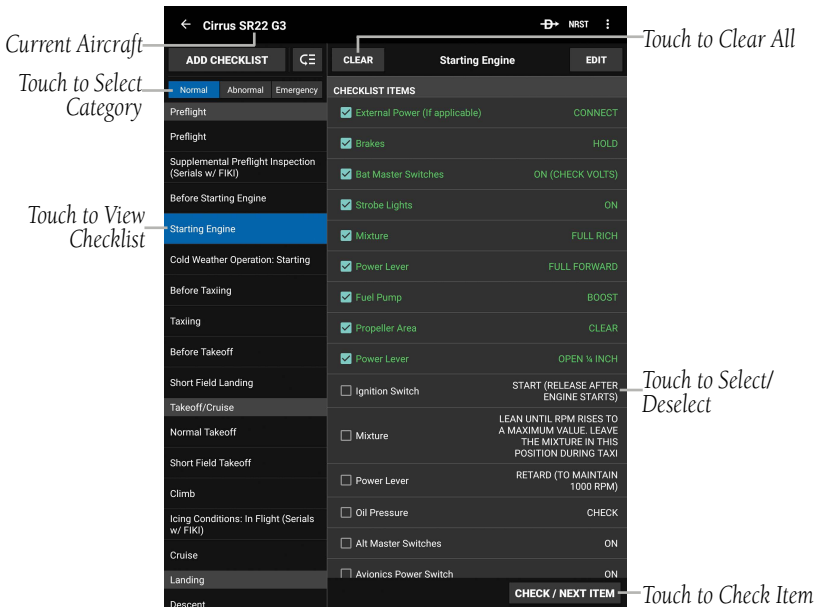 Cirrus SR22 G3
NRST
Current Aircraft
Touch to Clear All
ADD CHECKLIST
CLEAR
Starting Engine
EDIT
Touch to Select
Category
Normal
Abnormal
Emergency
Preflight
Preflight
Supplemental Preflight Inspection
(Serials w/ FIKI)
Before Starting Engine
Touch to View
Checklist
Starting Engine
Cold Weather Operation: Starting
Before Taxiing
Taxiing
Before Takeoff
Short Field Landing
Takeoff/Cruise
Normal Takeoff
Short Field Takeoff
Climb
Icing Conditions: In Flight (Serials
w/ FIKI)
Cruise
Landing
Descent
CHECKLIST ITEMS
External Power (If applicable) CONNECT
Brakes HOLD
Bat Master Switches ON (CHECK VOLTS)
Strobe Lights ON
Mixture FULL RICH
Power Lever FULL FORWARD
Fuel Pump BOOST
Propeller Area CLEAR
Power Lever OPEN ¼ INCH
Ignition Switch START (RELEASE AFTER
ENGINE STARTS)
Touch to Select/
Deselect
Mixture
LEAN UNTIL RPM RISES TO
A MAXIMUM VALUE. LEAVE
THE MIXTURE IN THIS
POSITION DURING TAXI
Power Lever RETARD (TO MAINTAIN
1000 RPM)
Oil Pressure CHECK
Alt Master Switches ON
Avionics Power Switch ON
CHECK / NEXT ITEM
Touch to Check Item